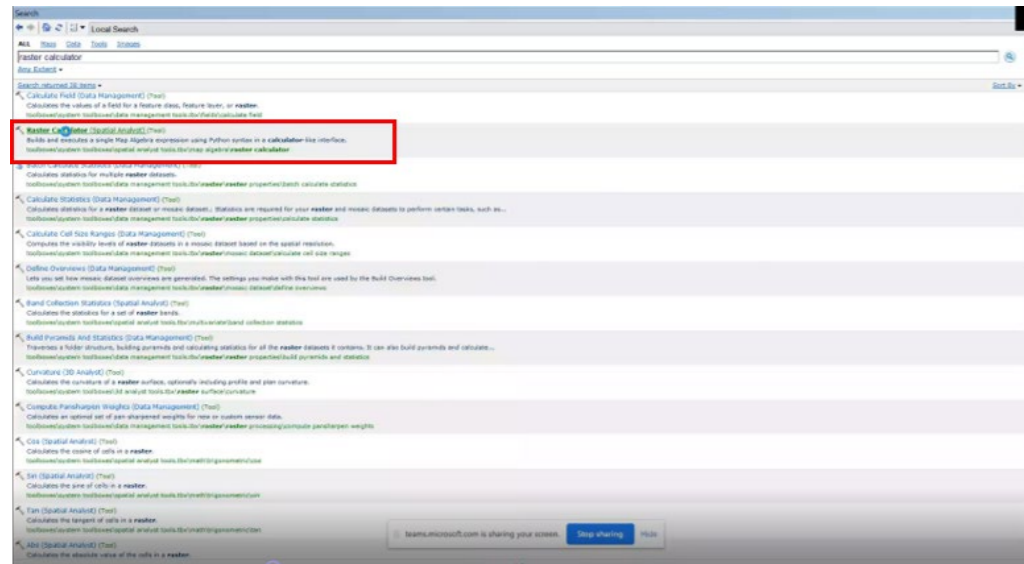 Search
Local Search
ALL Maps Data Tools Images
raster calculator
Any Extent
Search returned 38 items Sort By
Calculate Field (Data Management) (Tool)
Calculates the values of a field for a feature class, feature layer, or raster.
toolboxes\system toolboxes\data management tools.tbx\fields\calculate field
Raster Calculator (Spatial Analyst) (Tool)
Builds and executes a single Map Algebra expression using Python syntax in a calculator-like interface.
toolboxes\system toolboxes\spatial analyst tools.tbx\map algebra\raster calculator
Batch Calculate Statistics (Data Management) (Tool)
Calculates statistics for multiple raster datasets.
toolboxes\system toolboxes\data management tools.tbx\raster\raster properties\batch calculate statistics
Calculate Statistics (Data Management) (Tool)
Calculates statistics for a raster dataset or mosaic dataset.; Statistics are required for your raster and mosaic datasets to perform certain tasks, such as...
toolboxes\system toolboxes\data management tools.tbx\raster\raster properties\calculate statistics
Calculate Cell Size Ranges (Data Management) (Tool)
Computes the visibility levels of raster datasets in a mosaic dataset based on the spatial resolution.
toolboxes\system toolboxes\data management tools.tbx\raster\mosaic dataset\calculate cell size ranges
Define Overviews (Data Management) (Tool)
Lets you set how mosaic dataset overviews are generated. The settings you make with this tool are used by the Build Overviews tool.
toolboxes\system toolboxes\data management tools.tbx\raster\mosaic dataset\define overviews
Band Collection Statistics (Spatial Analyst) (Tool)
Calculates the statistics for a set of raster bands.
toolboxes\system toolboxes\spatial analyst tools.tbx\multivariate\band collection statistics
Build Pyramids And Statistics (Data Management) (Tool)
Traverses a folder structure, building pyramids and calculating statistics for all the raster datasets it contains. It can also build pyramids and calculate...
toolboxes\system toolboxes\data management tools.tbx\raster\raster properties\build pyramids and statistics
Curvature (3D Analyst) (Tool)
Calculates the curvature of a raster surface, optionally including profile and plan curvature.
toolboxes\system toolboxes\3d analyst tools.tbx\raster surface\curvature
Compute Pansharpen Weights (Data Management) (Tool)
Calculates an optimal set of pan sharpened weights for new or custom sensor data.
toolboxes\system toolboxes\data management tools.tbx\raster\raster processing\compute pansharpen weights
Cos (Spatial Analyst) (Tool)
Calculates the cosine of cells in a raster.
toolboxes\system toolboxes\spatial analyst tools.tbx\math\trigonometric\cos
Sin (Spatial Analyst) (Tool)
Calculates the sine of cells in a raster.
toolboxes\system toolboxes\spatial analyst tools.tbx\math\trigonometric\sin
Tan (Spatial Analyst) (Tool)
Calculates the tangent of cells in a raster.
toolboxes\system toolboxes\spatial analyst tools.tbx\math\trigonometric\tan
Abs (Spatial Analyst) (Tool)
Calculates the absolute value of the cells in a raster.
teams.microsoft.com is sharing your screen. Stop sharing Hide